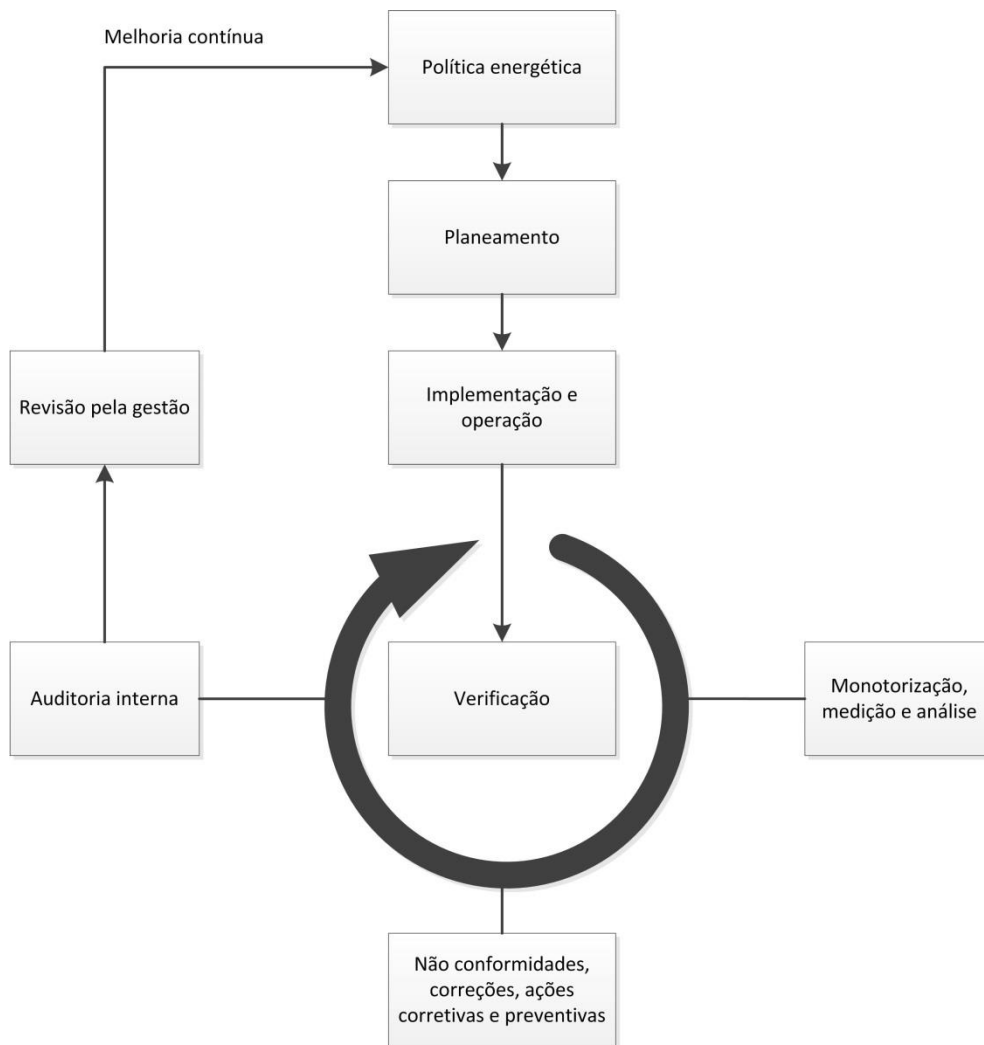 Melhoria contínua
Política energética
Planeamento
Revisão pela gestão
Implementação e
operação
Auditoria interna
Verificação
Monotorização,
medição e análise
Não conformidades,
correções, ações
corretivas e preventivas